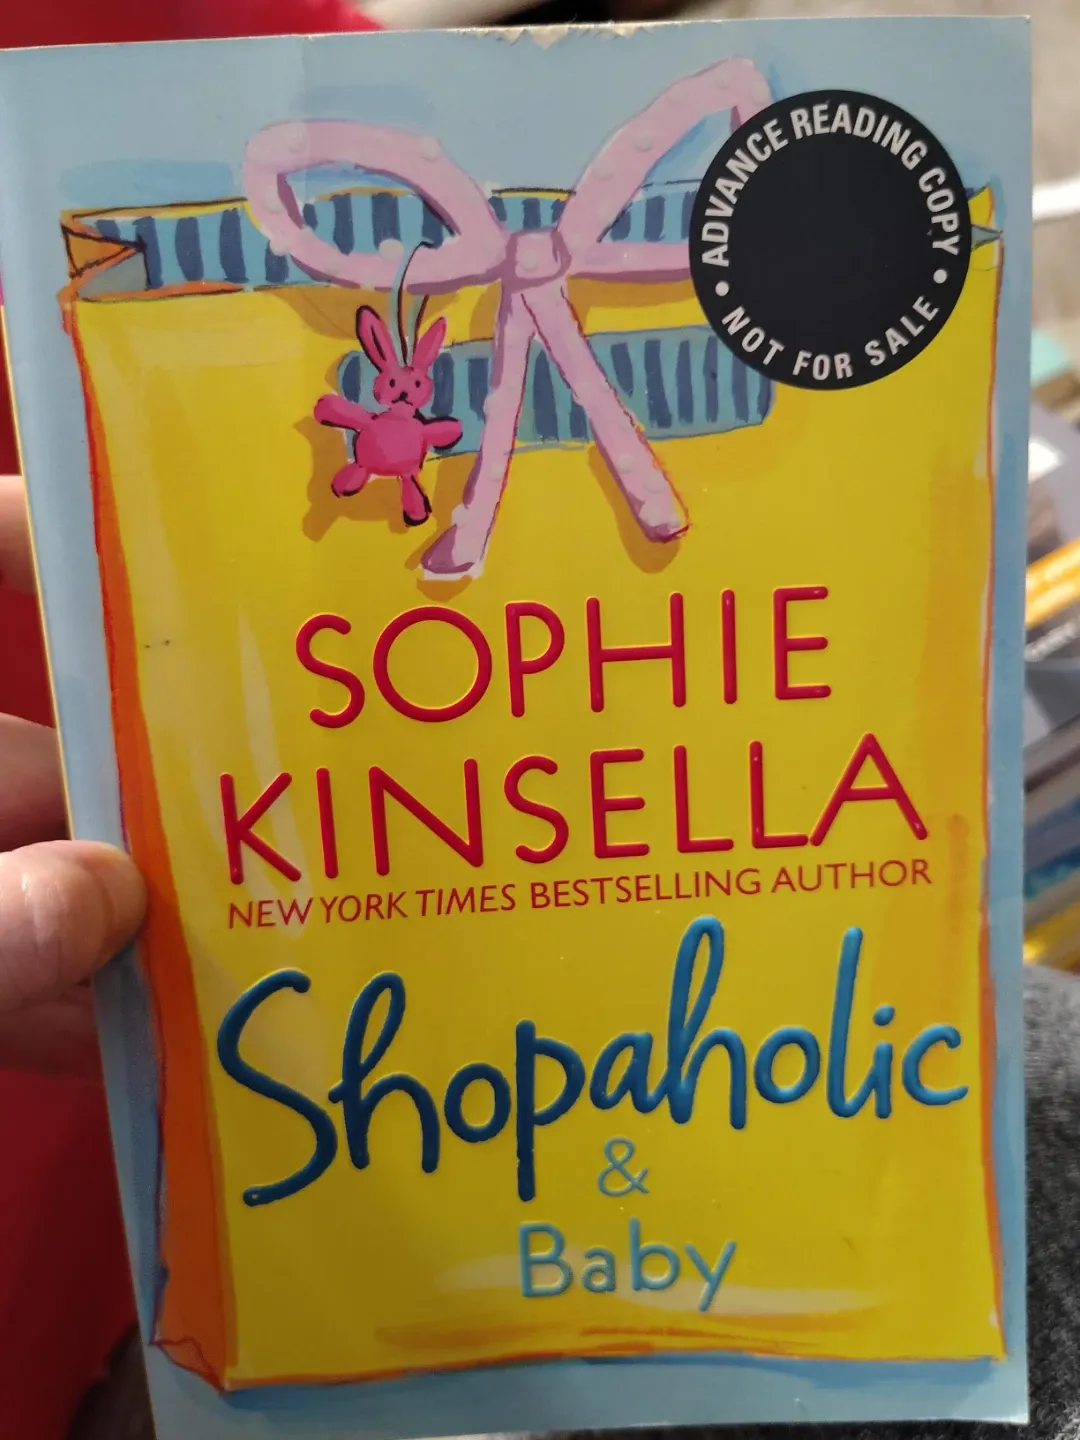 ADVANCE READING COPY
• NOT FOR SALE •
SOPHIE
KINSELLA
NEW YORK TIMES BESTSELLING AUTHOR
Shopaholic
&
Baby